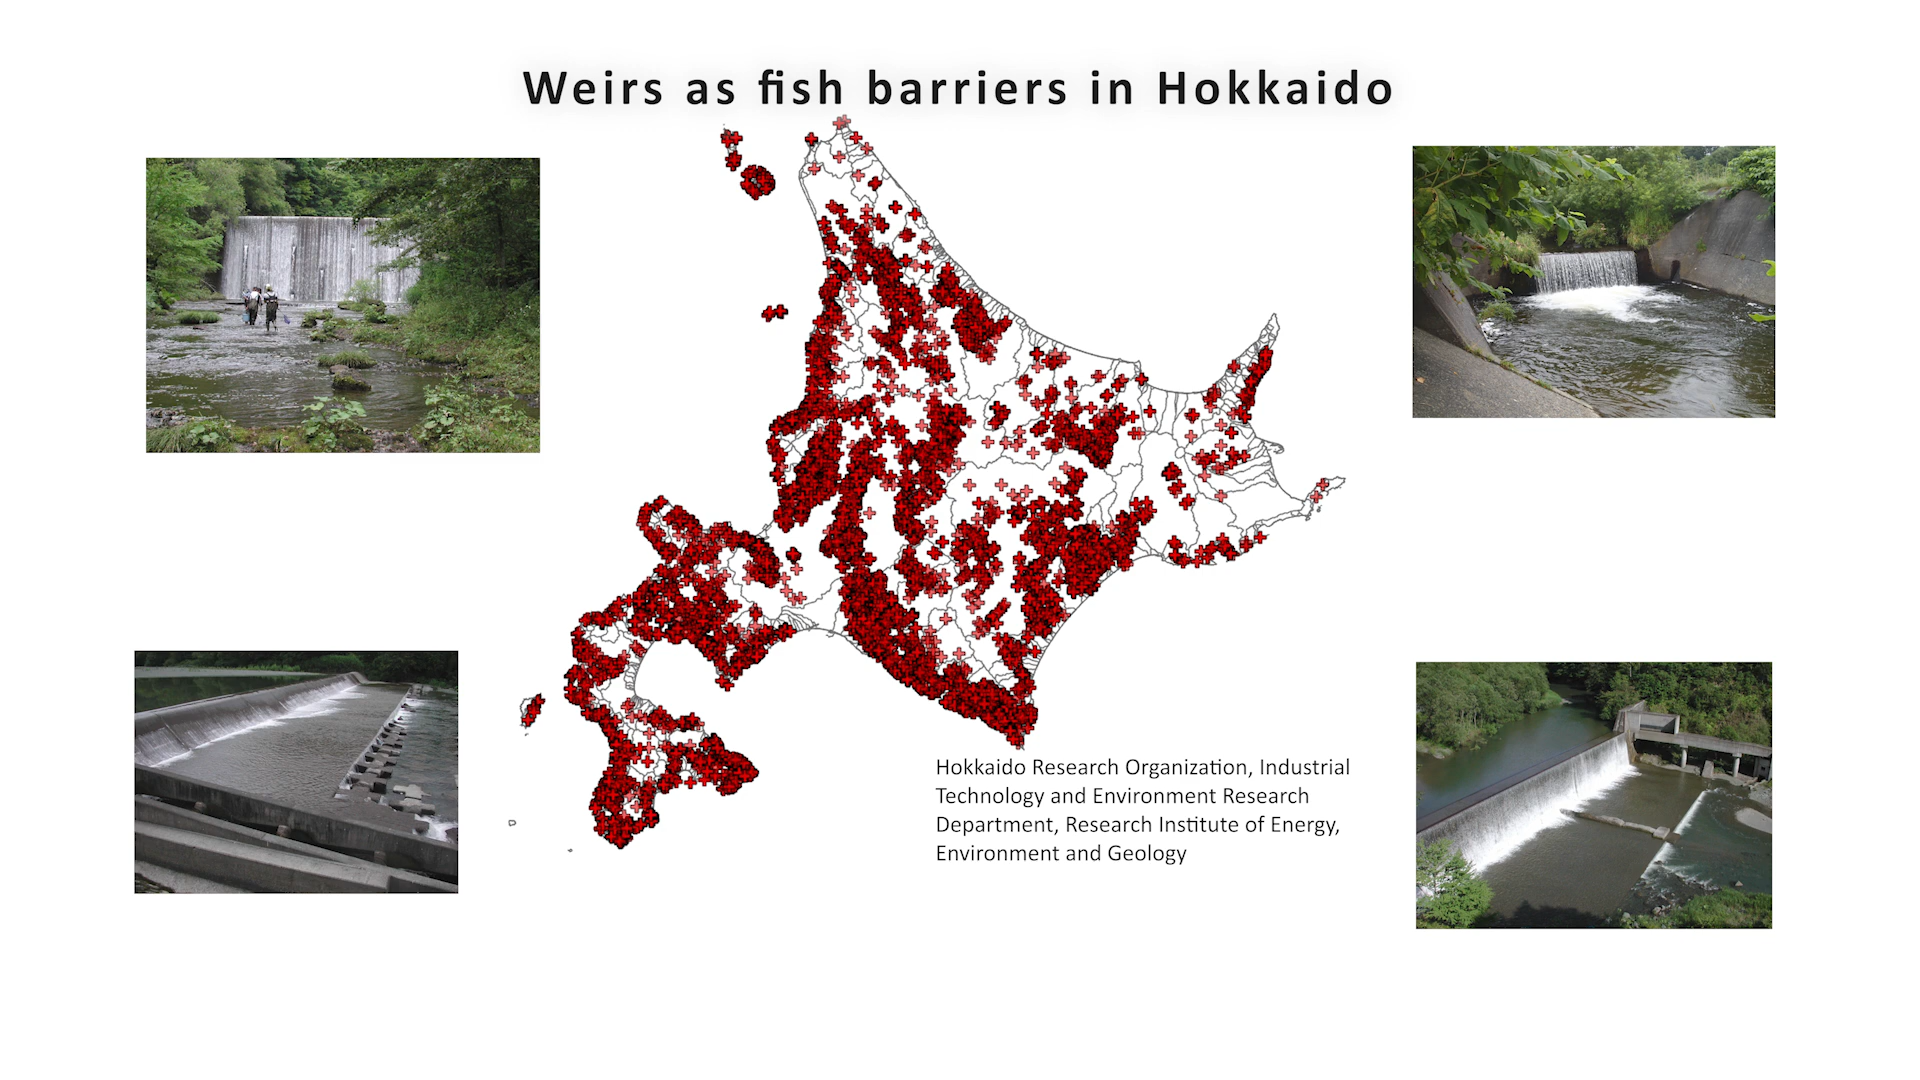 Weirs as fish barriers in Hokkaido
Hokkaido Research Organization, Industrial
Technology and Environment Research
Department, Research Institute of Energy,
Environment and Geology